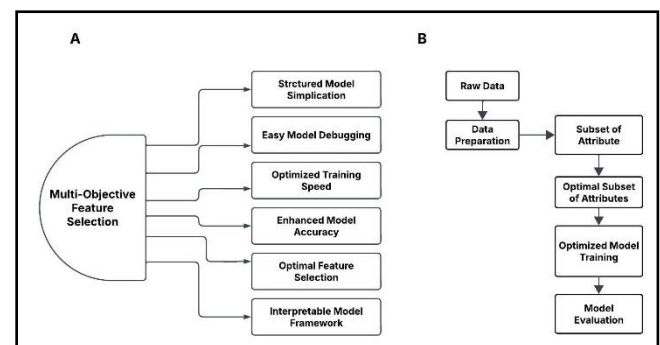 A
B
Strctured Model
Simplication
Easy Model Debugging
Optimized Training
Speed
Enhanced Model
Accuracy
Optimal Feature
Selection
Interpretable Model
Framework
Multi-Objective
Feature
Selection
Raw Data
Data
Preparation
Subset of
Attribute
Optimal Subset
of Attributes
Optimized Model
Training
Model
Evaluation